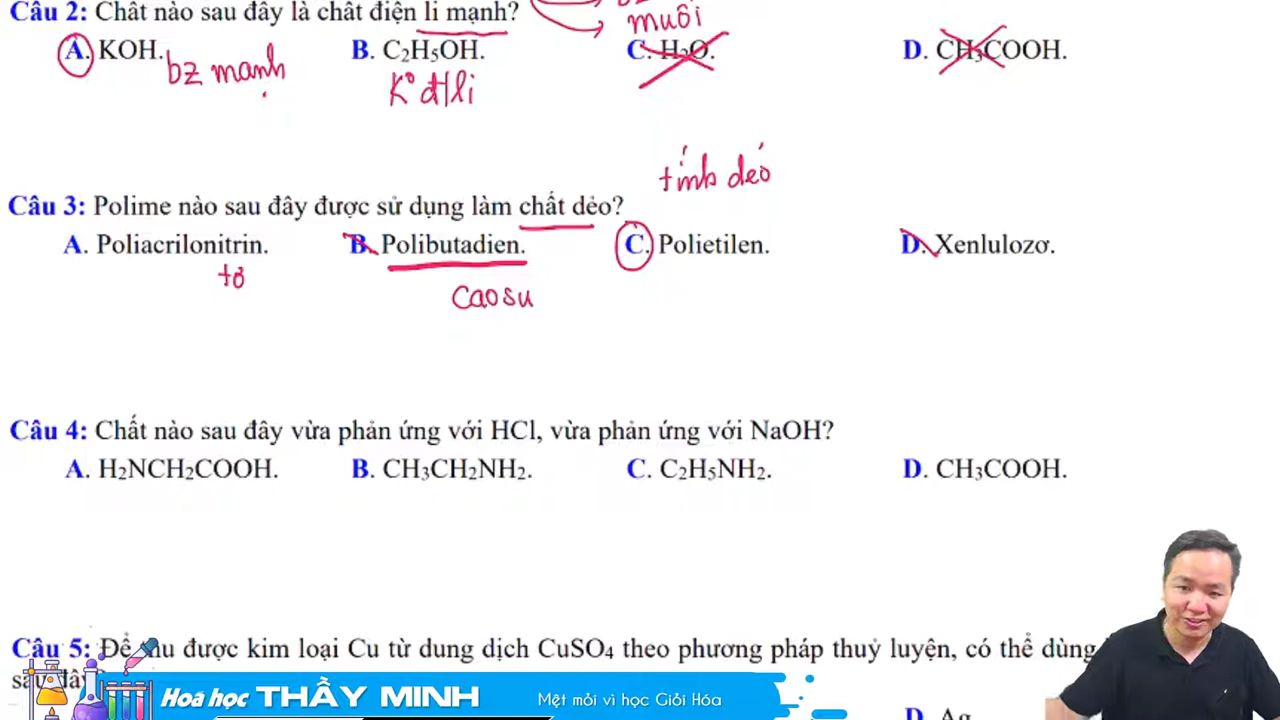 Câu 2: Chất nào sau đây là chất điện li mạnh?
muối
A. KOH. B. C2H5OH. C. H2O. D. CH3COOH.
bz mạnh K° đ/li
tính dẻo
Câu 3: Polime nào sau đây được sử dụng làm chất dẻo?
A. Poliacrilonitrin. B. Polibutadien. C. Polietilen. D. Xenlulozơ.
tơ
Caosu
Câu 4: Chất nào sau đây vừa phản ứng với HCl, vừa phản ứng với NaOH?
A. H2NCH2COOH. B. CH3CH2NH2. C. C2H5NH2. D. CH3COOH.
Câu 5: Để thu được kim loại Cu từ dung dịch CuSO4 theo phương pháp thuỷ luyện, có thể dùng
sau đây
Hoá học THẦY MINH Mệt mỏi vì học Giỏi Hóa
D. Ag